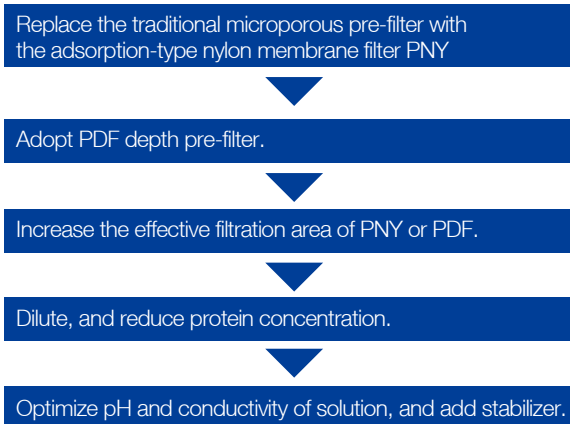 Replace the traditional microporous pre-filter with
the adsorption-type nylon membrane filter PNY
Adopt PDF depth pre-filter.
Increase the effective filtration area of PNY or PDF.
Dilute, and reduce protein concentration.
Optimize pH and conductivity of solution, and add stabilizer.